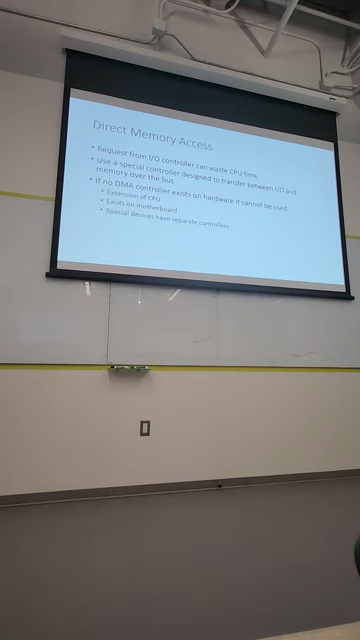 Direct Memory Access
• Request from I/O controller can waste CPU time
• Use a special controller designed to transfer between I/O and
memory over the bus
• If no DMA controller exists on hardware it cannot be used
• Extension of CPU
• Exists on motherboard
• Special devices have separate controllers